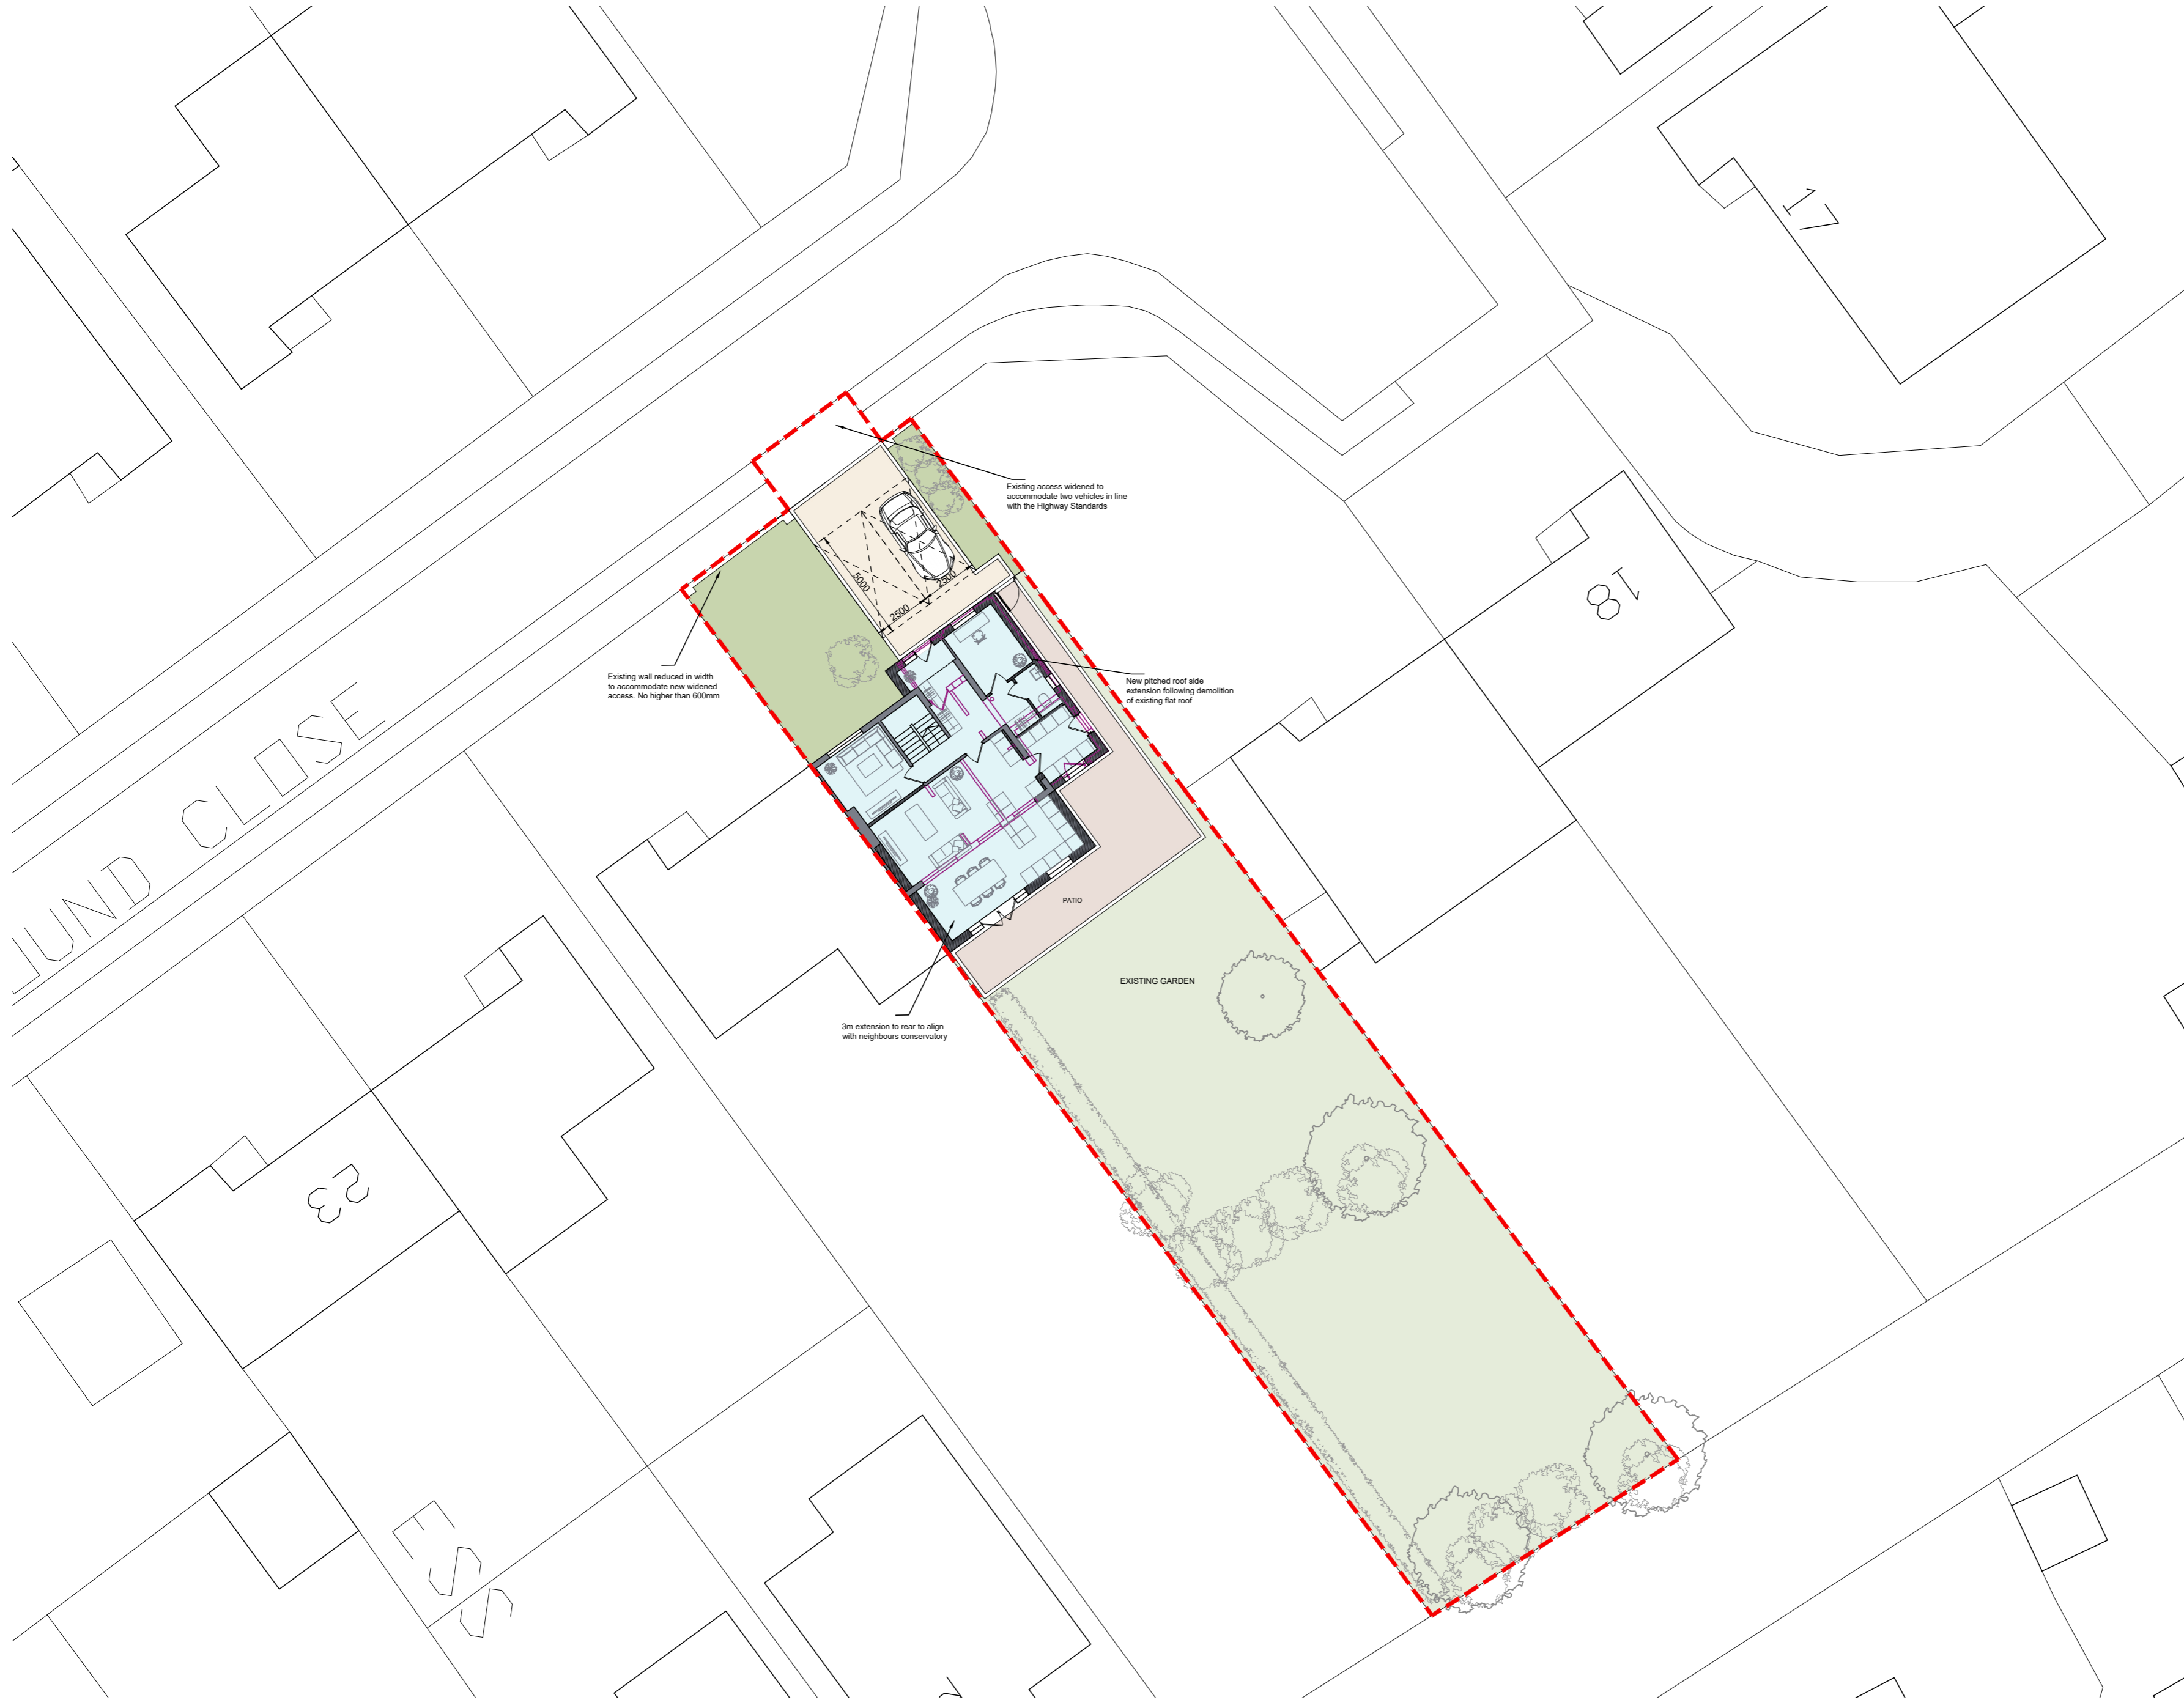 17
Existing access widened to
accommodate two vehicles in line
with the Highway Standards
5000
2500
2500
18
Existing wall reduced in width
to accommodate new widened
access. No higher than 600mm
New pitched roof side
extension following demolition
of existing flat roof
CLOSE
PATIO
EXISTING GARDEN
3m extension to rear to align
with neighbours conservatory
23
ESS